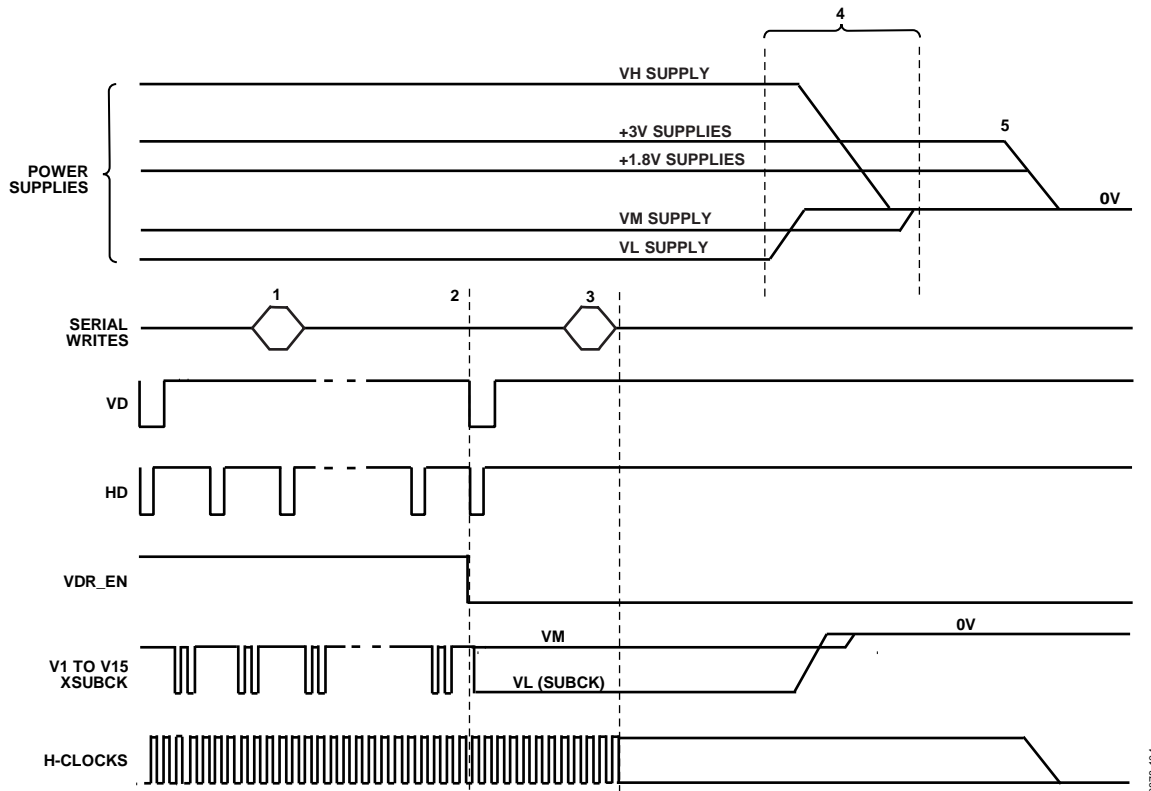 4
VH SUPPLY
+3V SUPPLIES
5
+1.8V SUPPLIES
POWER
SUPPLIES
0V
VM SUPPLY
VL SUPPLY
1
2
3
SERIAL
WRITES
VD
HD
VDR_EN
VM
0V
V1 TO V15
XSUBCK
VL (SUBCK)
H-CLOCKS